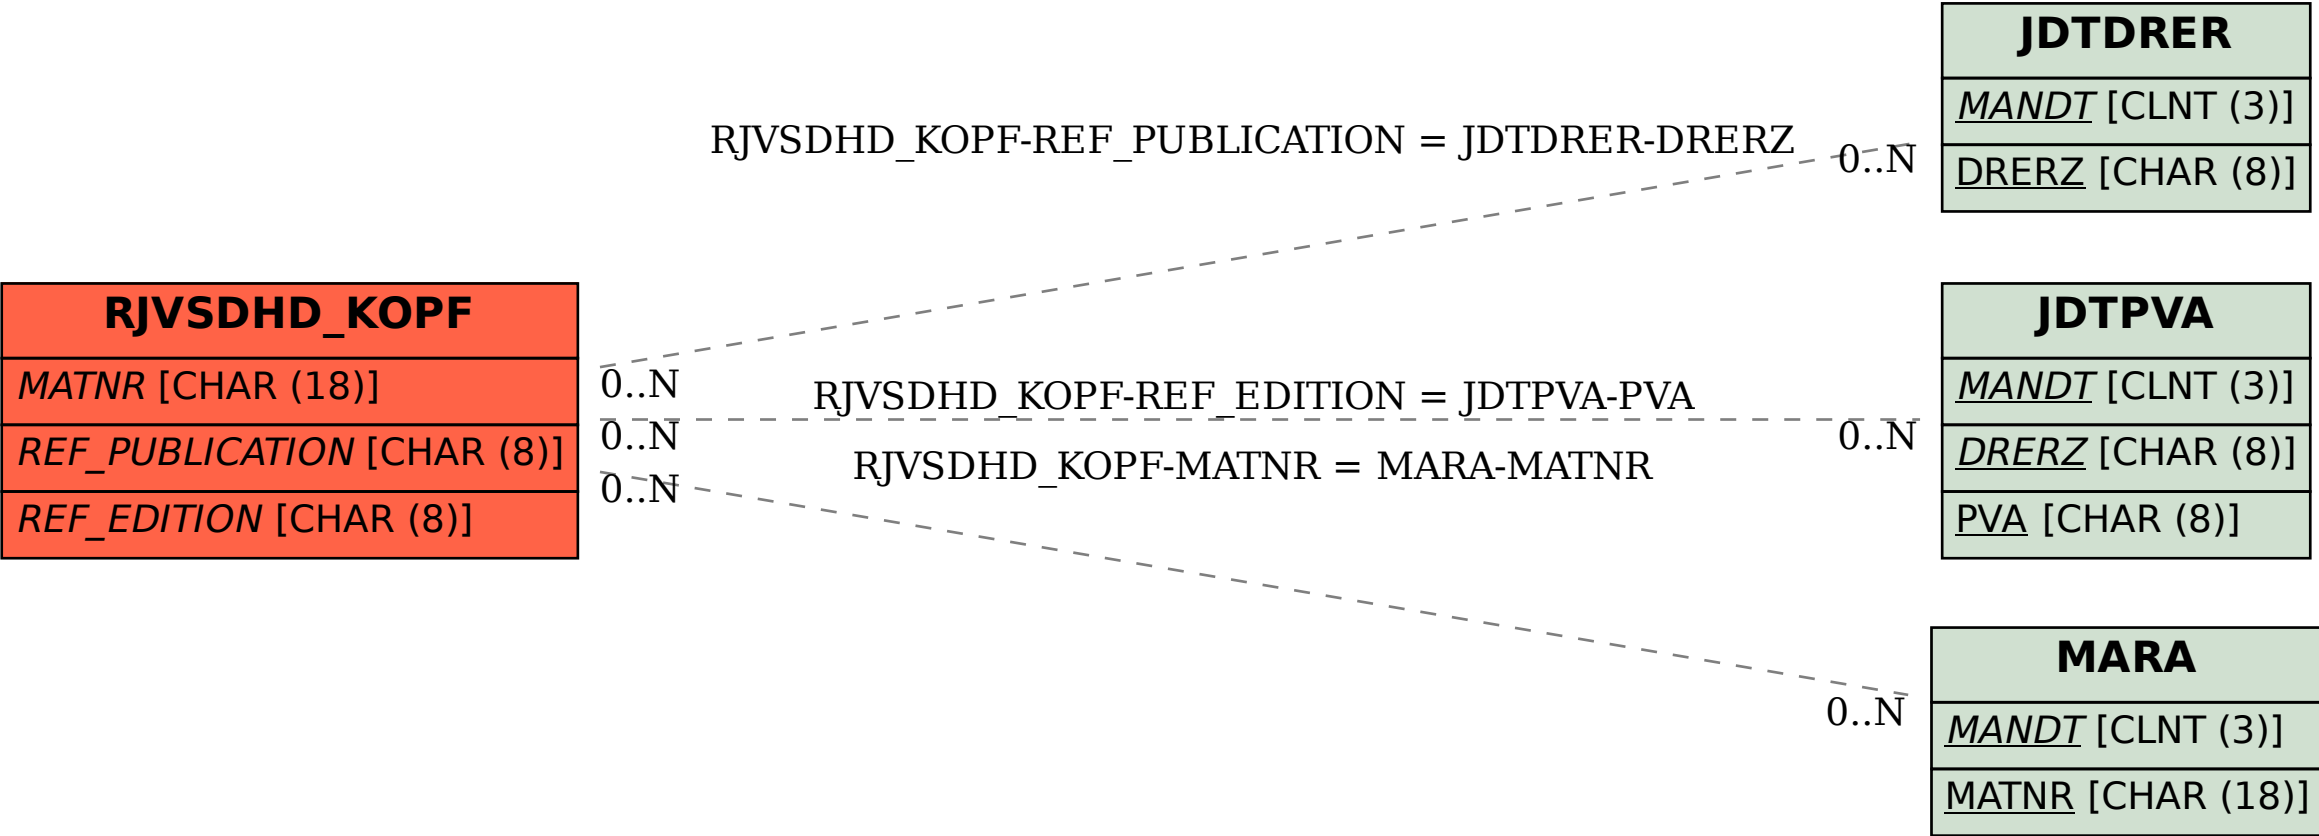 JDTDRER
MANDT [CLNT (3)]
DRERZ [CHAR (8)]
RJVSDHD_KOPF-REF_PUBLICATION = JDTDRER-DRERZ
0..N
RJVSDHD_KOPF
MATNR [CHAR (18)]
REF_PUBLICATION [CHAR (8)]
REF_EDITION [CHAR (8)]
0..N
0..N
0..N
RJVSDHD_KOPF-REF_EDITION = JDTPVA-PVA
0..N
RJVSDHD_KOPF-MATNR = MARA-MATNR
0..N
JDTPVA
MANDT [CLNT (3)]
DRERZ [CHAR (8)]
PVA [CHAR (8)]
MARA
MANDT [CLNT (3)]
MATNR [CHAR (18)]